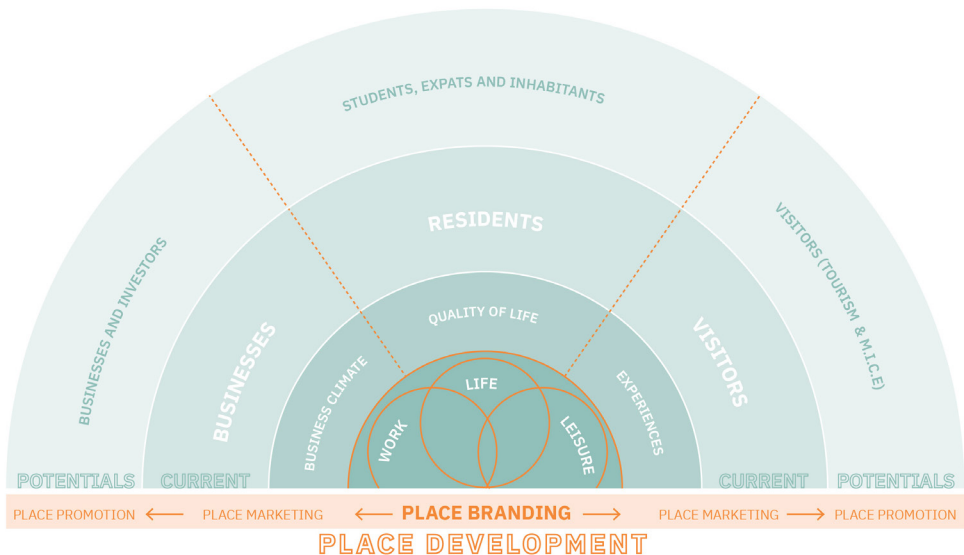 STUDENTS, EXPATS AND INHABITANTS
RESIDENTS
QUALITY OF LIFE
BUSINESSES AND INVESTORS
BUSINESSES
BUSINESS CLIMATE
LIFE
WORK
LEISURE
EXPERIENCES
VISITORS
VISITORS (TOURISM & M.I.C.E)
POTENTIALS CURRENT CURRENT POTENTIALS
PLACE PROMOTION ← PLACE MARKETING ← PLACE BRANDING → PLACE MARKETING → PLACE PROMOTION
PLACE DEVELOPMENT